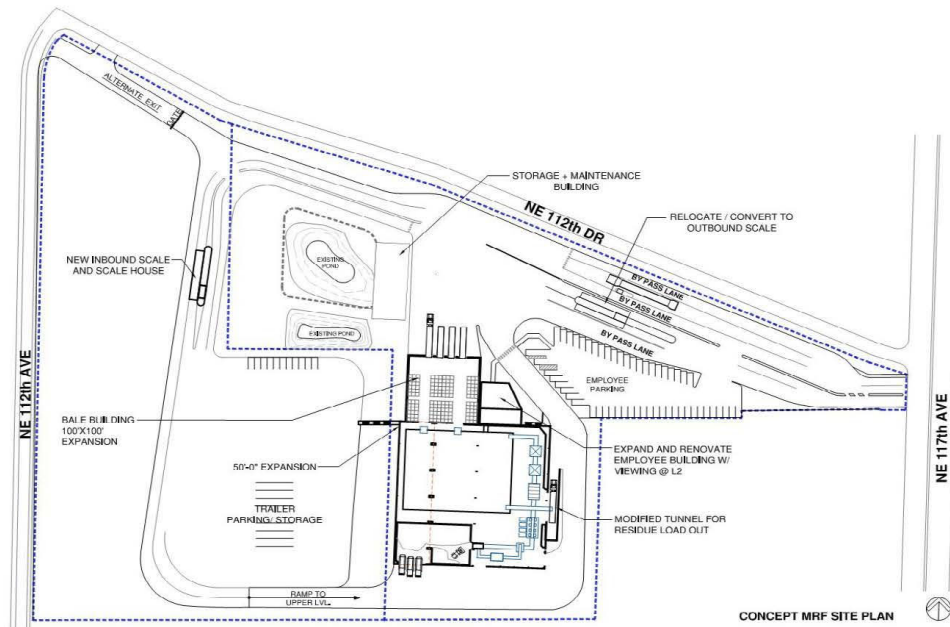 ALTERNATE EXIT
GATE
STORAGE + MAINTENANCE
BUILDING
NE 112th DR
RELOCATE / CONVERT TO
OUTBOUND SCALE
NEW INBOUND SCALE
AND SCALE HOUSE
EXISTING
POND
BY PASS LANE
BY PASS LANE
EXISTING POND
BY PASS LANE
NE 112th AVE
EMPLOYEE
PARKING
NE 117th AVE
BALE BUILDING
100'X100'
EXPANSION
EXPAND AND RENOVATE
EMPLOYEE BUILDING W/
VIEWING @ L2
50'-0" EXPANSION
TRAILER
PARKING/ STORAGE
MODIFIED TUNNEL FOR
RESIDUE LOAD OUT
RAMP TO
UPPER LVL.
CONCEPT MRF SITE PLAN